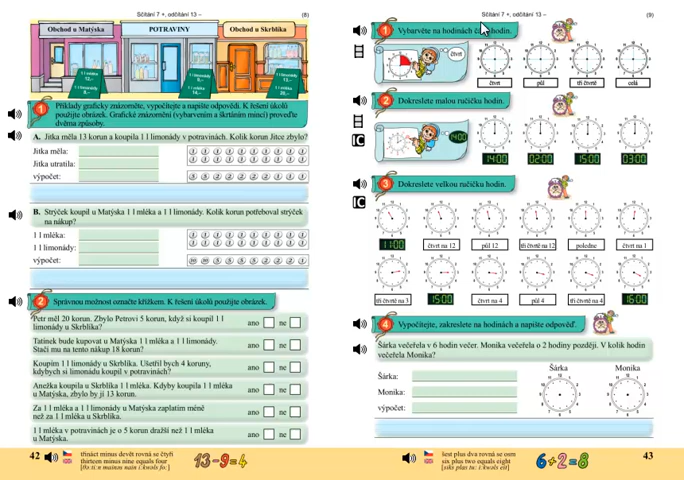 Sčítání 7 +, odčítání 13 –
(8)
Obchod u Matýska
POTRAVINY
Obchod u Skrblíka
1 Příklady graficky znázorněte, vypočítejte a napište odpovědi. K řešení úkolů
použijte obrázek. Grafické znázornění (vybarvením a škrtáním mincí) proveďte
dvěma způsoby.
A. Jitka měla 13 korun a koupila 1 l limonády v potravinách. Kolik korun Jitce zbylo?
Jitka měla:
Jitka utratila:
výpočet:
B. Strýček koupil u Matýska 1 l mléka a 1 l limonády. Kolik korun potřeboval strýček
na nákup?
1 l mléka:
1 l limonády:
výpočet:
2 Správnou možnost označte křížkem. K řešení úkolů použijte obrázek.
Petr měl 20 korun. Zbylo Petrovi 5 korun, když si koupil 1 l
limonády u Skrblíka?
ano ne
Tatínek bude kupovat u Matýska 1 l mléka a 1 l limonády.
Stačí mu na tento nákup 18 korun?
ano ne
Koupím 1 l limonády u Skrblíka. Ušetřil bych 4 koruny,
kdybych si limonádu koupil v potravinách?
ano ne
Anežka koupila u Skrblíka 1 l mléka. Kdyby koupila 1 l mléka
u Matýska, zbylo by jí 13 korun.
ano ne
Za 1 l mléka a 1 l limonády u Matýska zaplatím méně
než za 1 l mléka u Skrblíka.
ano ne
1 l mléka v potravinách je o 5 korun dražší než 1 l mléka
u Matýska.
ano ne
42
třináct minus devět rovná se čtyři
thirteen minus nine equals four
13-9=4
Sčítání 7 +, odčítání 13 –
(9)
1 Vybarvěte na hodinách
čtvrt
čtvrt
půl
tři čtvrtě
celá
2 Dokreslete malou ručičku hodin.
14:00
14:00
02:00
15:00
03:00
3 Dokreslete velkou ručičku hodin.
11:00
čtvrt na 12
půl 12
tři čtvrtě na 12
poledne
čtvrt na 1
tři čtvrtě na 3
15:00
čtvrt na 4
půl 4
tři čtvrtě na 4
16:00
4 Vypočítejte, zakreslete na hodinách a napište odpověď.
Šárka večeřela v 6 hodin večer. Monika večeřela o 2 hodiny později. V kolik hodin
večeřela Monika?
Šárka:
Monika:
výpočet:
Šárka
Monika
šest plus dva rovná se osm
six plus two equals eight
6+2=8
43